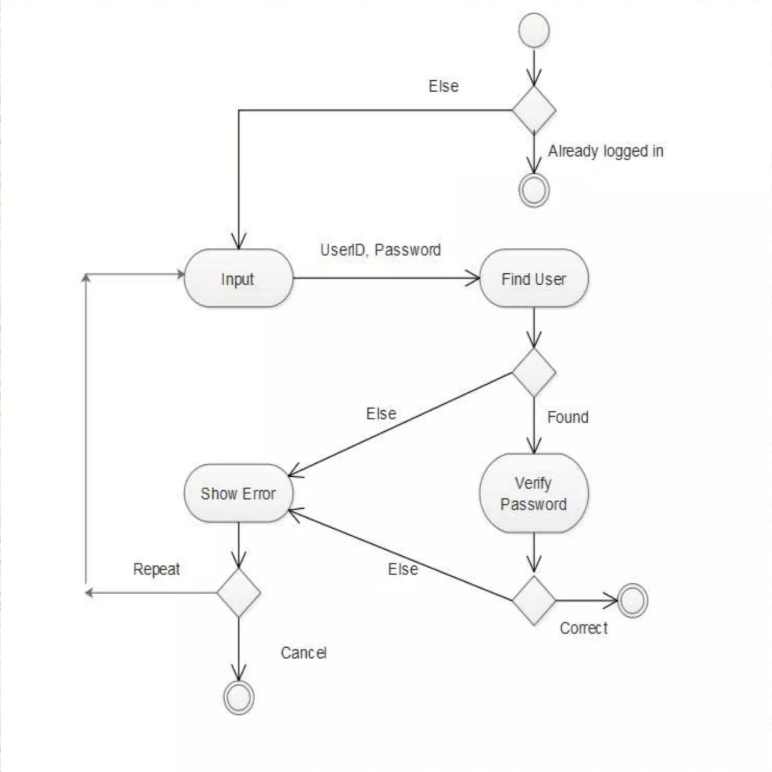 Else
Already logged in
UserID, Password
Input
Find User
Else
Found
Show Error
Verify
Password
Repeat
Else
Correct
Cancel